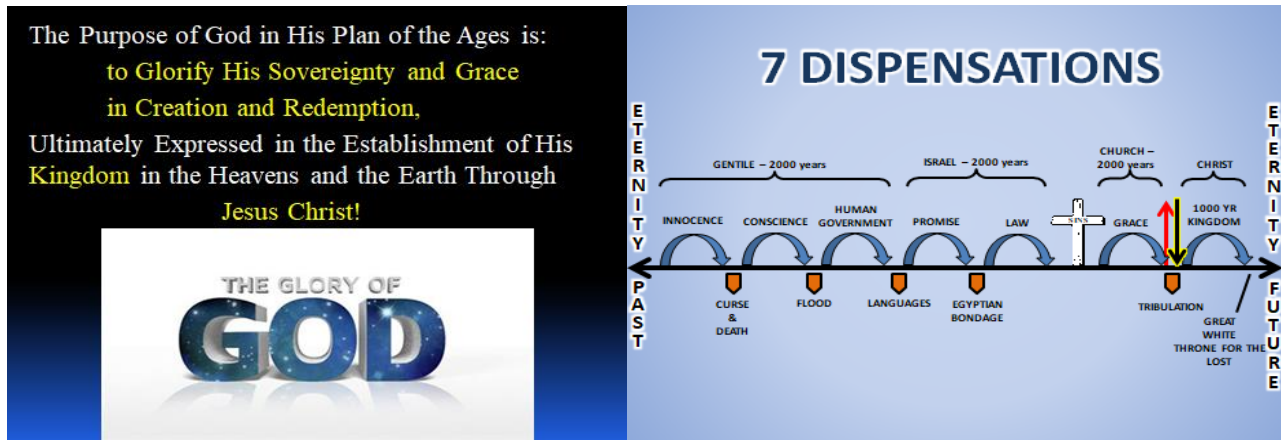 The Purpose of God in His Plan of the Ages is:
to Glorify His Sovereignty and Grace
in Creation and Redemption,
Ultimately Expressed in the Establishment of His
Kingdom in the Heavens and the Earth Through
Jesus Christ!
THE GLORY OF
GOD
7 DISPENSATIONS
ETERNITY PAST
GENTILE – 2000 years
ISRAEL – 2000 years
CHURCH –
2000 years
CHRIST
INNOCENCE
CONSCIENCE
HUMAN
GOVERNMENT
PROMISE
LAW
SINS
GRACE
1000 YR
KINGDOM
CURSE
&
DEATH
FLOOD
LANGUAGES
EGYPTIAN
BONDAGE
TRIBULATION
GREAT
WHITE
THRONE FOR THE
LOST
ETERNITY FUTURE